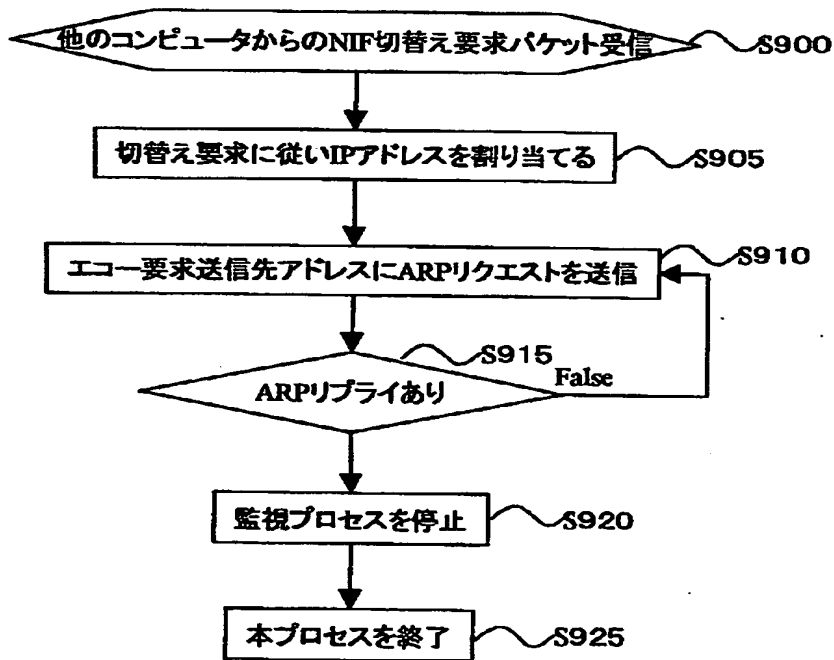 他のコンピュータからのNIF切替え要求パケット受信
S900
切替え要求に従いIPアドレスを割り当てる
S905
エコー要求送信先アドレスにARPリクエストを送信
S910
S915
ARPリプライあり
False
監視プロセスを停止
S920
本プロセスを終了
S925